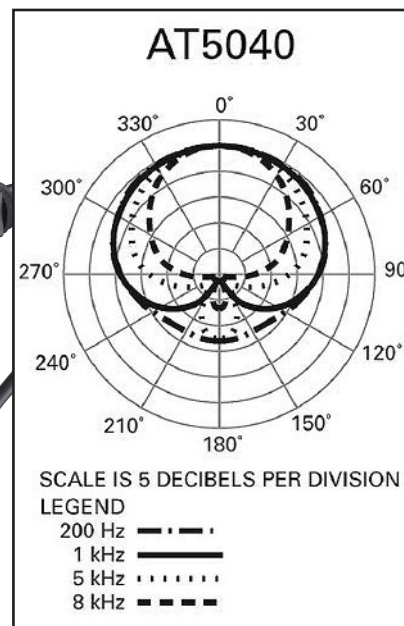 AT5040
0°
330° 30°
300° 60°
270° 90
240° 120°
210° 150°
180°
SCALE IS 5 DECIBELS PER DIVISION
LEGEND
200 Hz
1 kHz
5 kHz
8 kHz